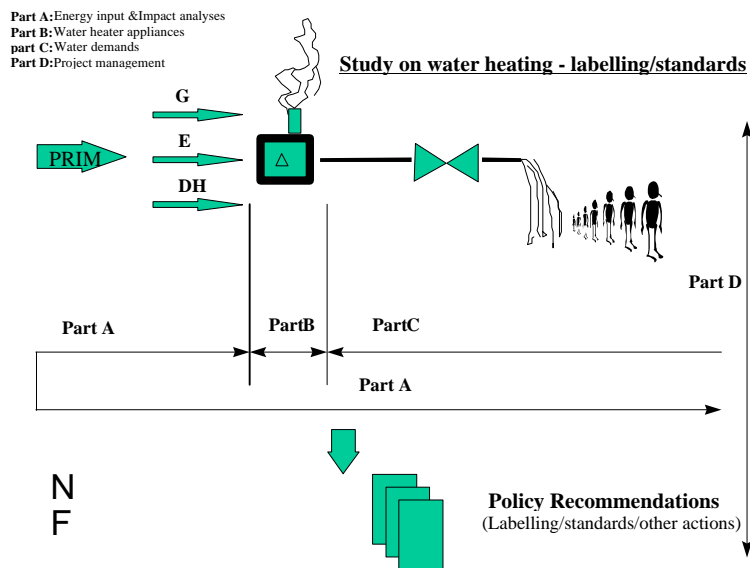 Part A:Energy input &Impact analyses
Part B:Water heater appliances
part C:Water demands
Part D:Project management
Study on water heating - labelling/standards
G
PRIM
E
DH
Part D
Part A
PartB
PartC
Part A
N
F
Policy Recommendations
(Labelling/standards/other actions)